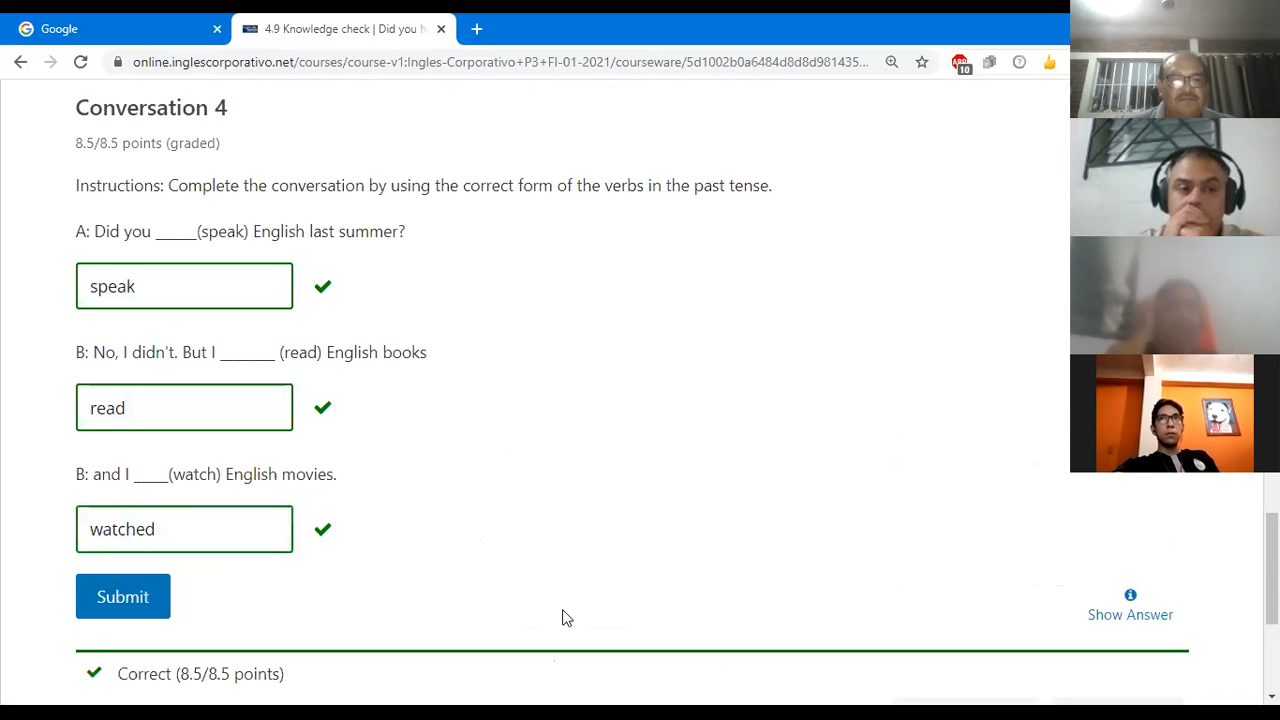 Google
4.9 Knowledge check | Did you h
online.inglescorporativo.net/courses/course-v1:Ingles-Corporativo+P3+FI-01-2021/courseware/5d1002b0a6484d8d8d981435...
10
Conversation 4
8.5/8.5 points (graded)
Instructions: Complete the conversation by using the correct form of the verbs in the past tense.
A: Did you _____(speak) English last summer?
speak
B: No, I didn't. But I _______ (read) English books
read
B: and I ____(watch) English movies.
watched
Submit
Show Answer
Correct (8.5/8.5 points)